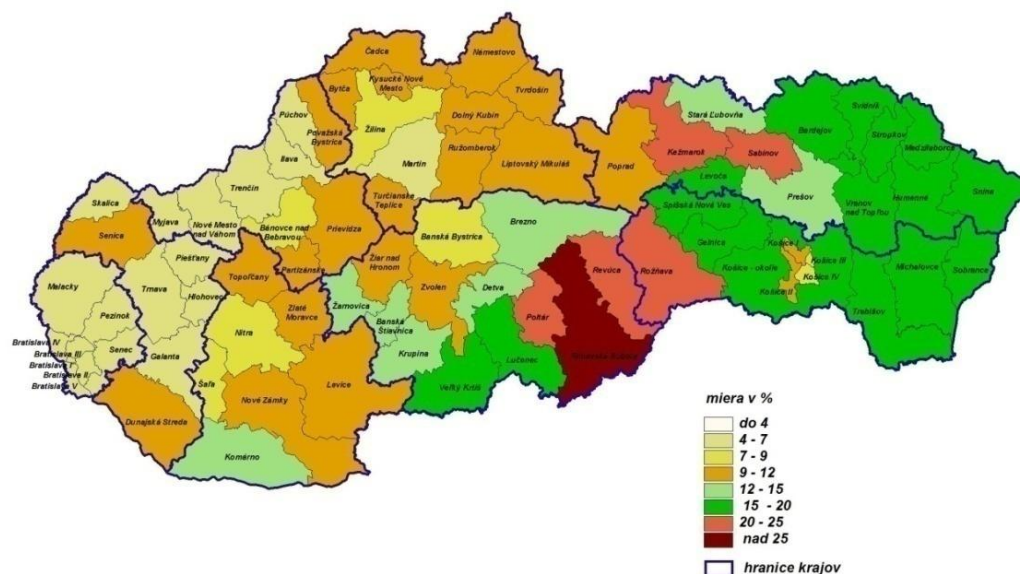 Čadca
Námestovo
Bytča
Kysucké Nové
Mesto
Tvrdošín
Púchov
Považská
Bystrica
Žilina
Dolný Kubín
Stará Ľubovňa
Svidník
Bardejov
Stropkov
Medzilaborce
Ilava
Martin
Ružomberok
Liptovský Mikuláš
Poprad
Kežmarok
Sabinov
Levoča
Prešov
Vranov
nad Topľou
Humenné
Snina
Trenčín
Turčianske
Teplice
Skalica
Myjava
Nové Mesto
nad Váhom
Bánovce nad
Bebravou
Prievidza
Brezno
Spišská Nová Ves
Senica
Banská Bystrica
Gelnica
Košice I
Košice III
Košice IV
Košice II
Košice - okolie
Michalovce
Sobrance
Piešťany
Topoľčany
Partizánske
Žiar nad
Hronom
Zvolen
Detva
Revúca
Rožňava
Malacky
Trnava
Hlohovec
Zlaté
Moravce
Žarnovica
Banská
Štiavnica
Poltár
Trebišov
Pezinok
Nitra
Krupina
Lučenec
Rimavská Sobota
Bratislava IV
Bratislava III
Bratislava I
Bratislava II
Bratislava V
Senec
Galanta
Šaľa
Levice
Veľký Krtíš
Nové Zámky
Dunajská Streda
Komárno
miera v %
do 4
4 - 7
7 - 9
9 - 12
12 - 15
15 - 20
20 - 25
nad 25
hranice krajov